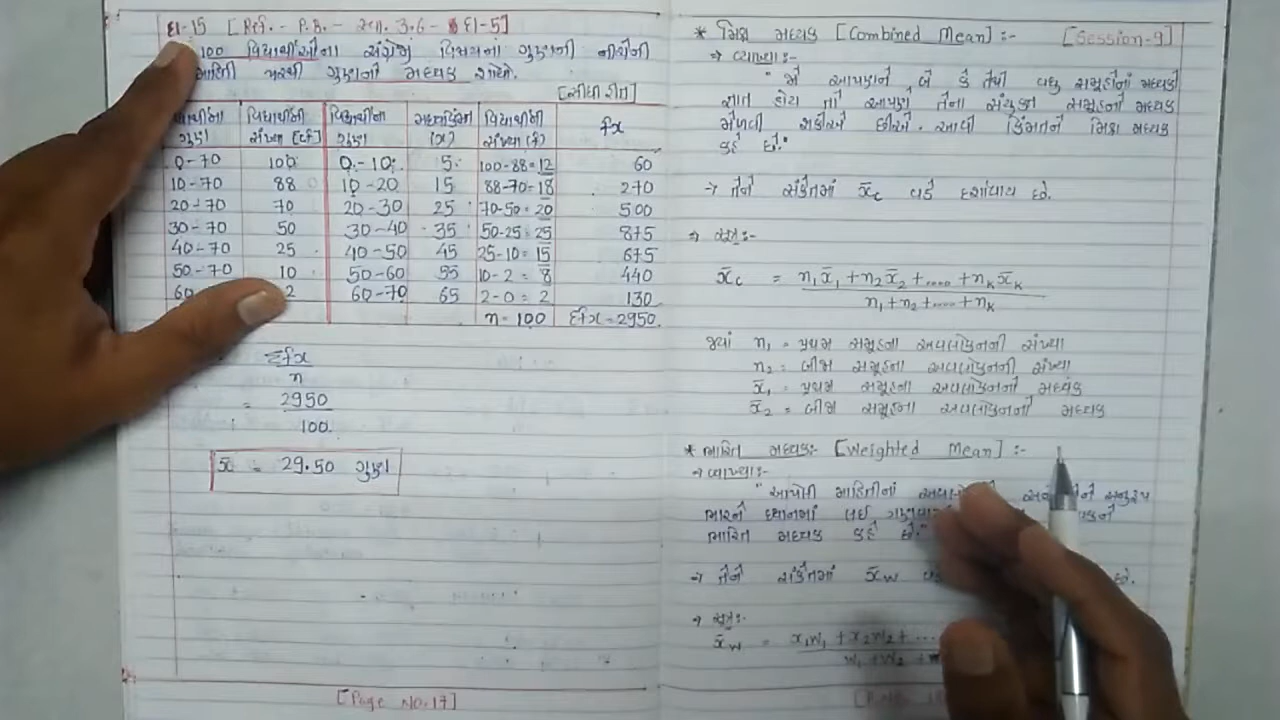 દા-15 [Ref. - P.B. - સ્વા. 3.6 - દા-5]
100 વિદ્યાર્થીઓના અંગ્રેજી વિષયનાં ગુણની નીચેની
માહિતી પરથી ગુણનો મધ્યક શોધો.
[સીધી રીત]
ગુણ
વિદ્યાર્થીની સંખ્યા [cf]
વિદ્યાર્થીના ગુણ
મધ્યકિંમત (x)
વિદ્યાર્થીની સંખ્યા (f)
fx
0-70 100 0-10 5 100-88=12 60
10-70 88 10-20 15 88-70=18 270
20-70 70 20-30 25 70-50=20 500
30-70 50 30-40 35 50-25=25 875
40-70 25 40-50 45 25-10=15 675
50-70 10 50-60 55 10-2=8 440
60 2 60-70 65 2-0=2 130
n=100 Σfx=2950
Σfx
n
= 2950
100
x̄ = 29.50 ગુણ
[Page No.17]
* મિશ્ર મધ્યક [Combined Mean] :- [Session-9]
→ વ્યાખ્યા:-
"જો આપણને બે કે તેથી વધુ સમૂહોનાં મધ્યકો
જ્ઞાત હોય તો આપણે તેના સંયુક્ત સમૂહનો મધ્યક
મેળવી શકીએ છીએ. આવી કિંમતને મિશ્ર મધ્યક
કહે છે."
→ તેને સંકેતમાં x̄c વડે દર્શાવાય છે.
→ સૂત્ર:-
x̄c = n₁x̄₁+n₂x̄₂+....+nₖx̄ₖ
n₁+n₂+....+nₖ
જ્યાં n₁ = પ્રથમ સમૂહના અવલોકનની સંખ્યા
n₂ = બીજા સમૂહના અવલોકનની સંખ્યા
x̄₁ = પ્રથમ સમૂહના અવલોકનનો મધ્યક
x̄₂ = બીજા સમૂહના અવલોકનનો મધ્યક
* ભારિત મધ્યક: [Weighted Mean] :-
→ વ્યાખ્યા:-
"આપેલી માહિતીનાં અનુરૂપ
ભારને ધ્યાનમાં લઈ
ભારિત મધ્યક કહે છે."
→ તેને સંકેતમાં x̄w છે.
→ સૂત્ર:-
x̄w = x₁w₁+x₂w₂+...
w₁+w₂+